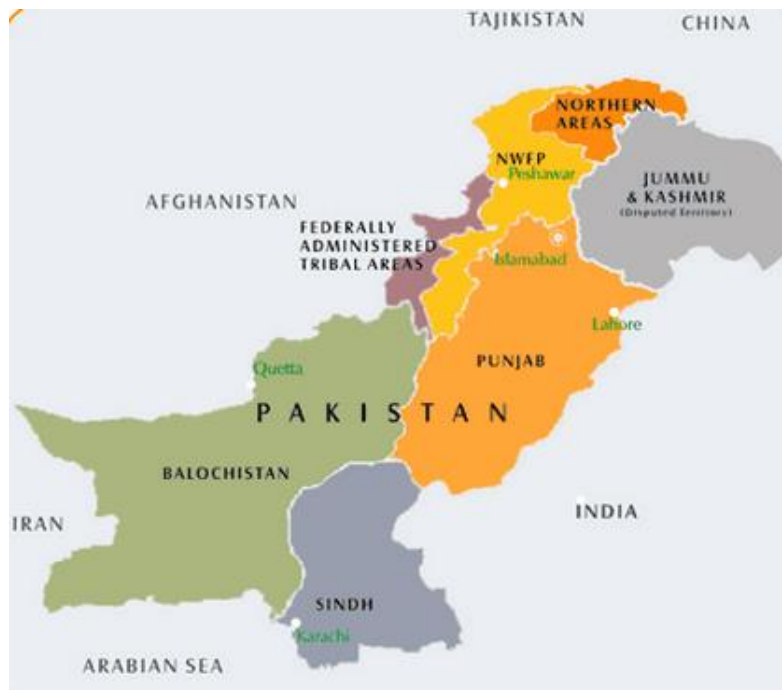 TAJIKISTAN
CHINA
NORTHERN
AREAS
NWFP
Peshawar
JUMMU
& KASHMIR
(Disputed Territory)
AFGHANISTAN
FEDERALLY
ADMINISTERED
TRIBAL AREAS
Islamabad
Lahore
PUNJAB
Quetta
PAKISTAN
BALOCHISTAN
IRAN
INDIA
SINDH
Karachi
ARABIAN SEA